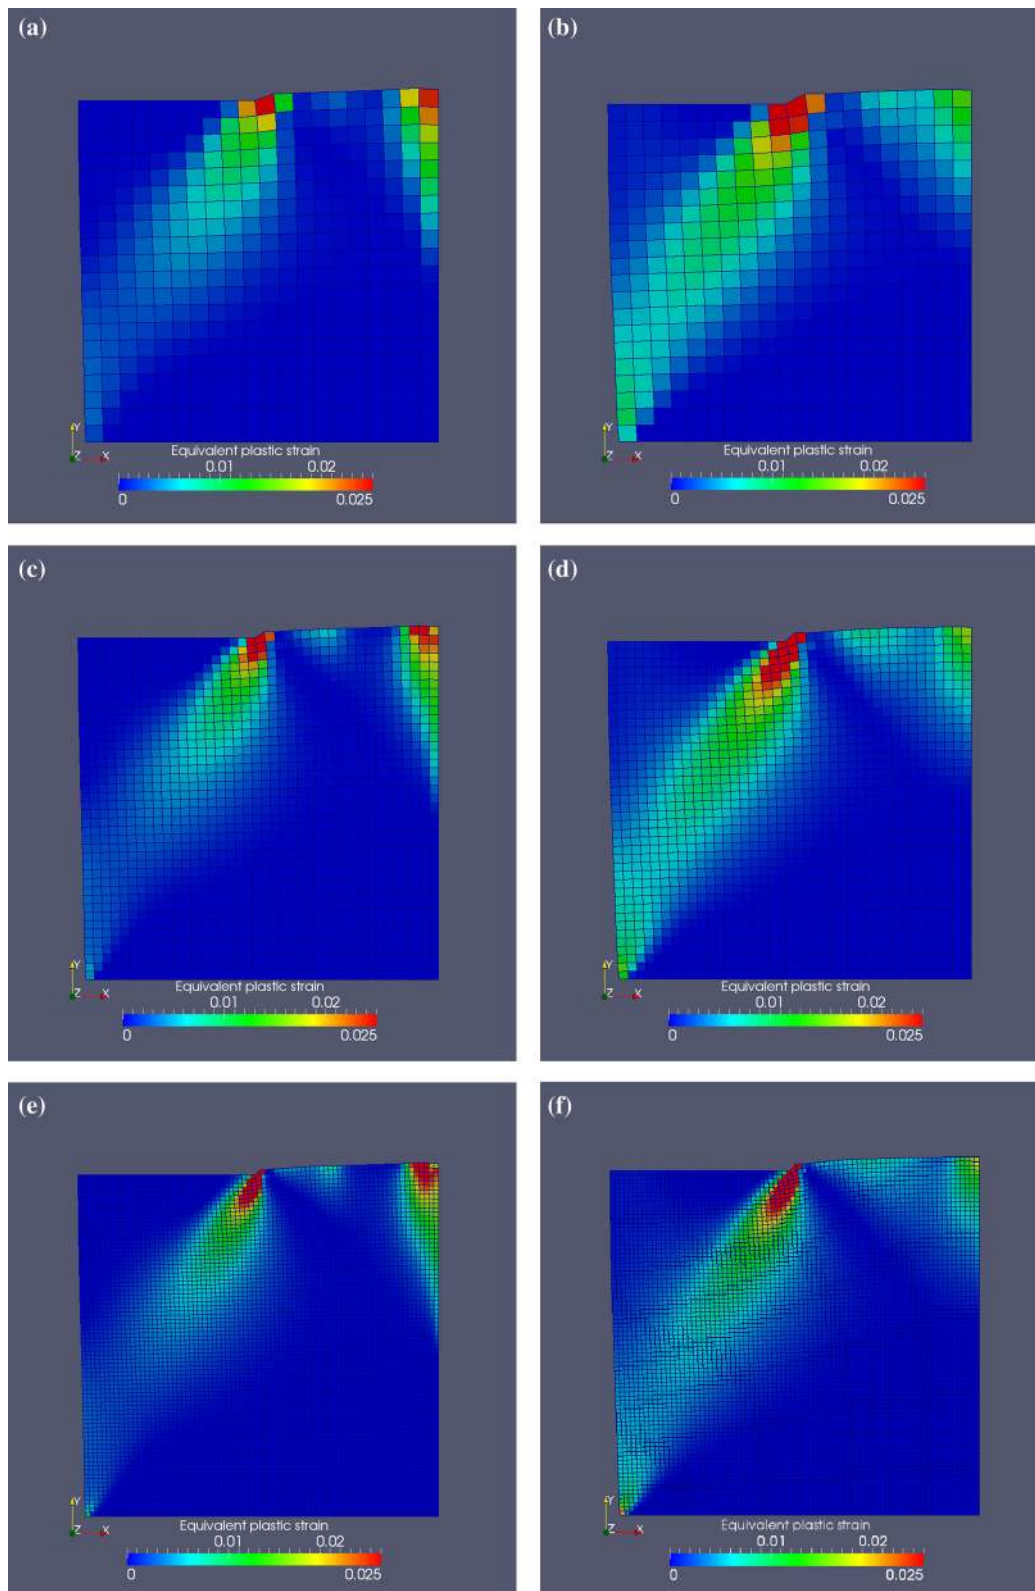 (a)
Y
Z X
Equivalent plastic strain
0.01 0.02
0 0.025
(b)
Y
Z X
Equivalent plastic strain
0.01 0.02
0 0.025
(c)
Y
Z X
Equivalent plastic strain
0.01 0.02
0 0.025
(d)
Y
Z X
Equivalent plastic strain
0.01 0.02
0 0.025
(e)
Y
Z X
Equivalent plastic strain
0.01 0.02
0 0.025
(f)
Y
Z X
Equivalent plastic strain
0.01 0.02
0 0.025